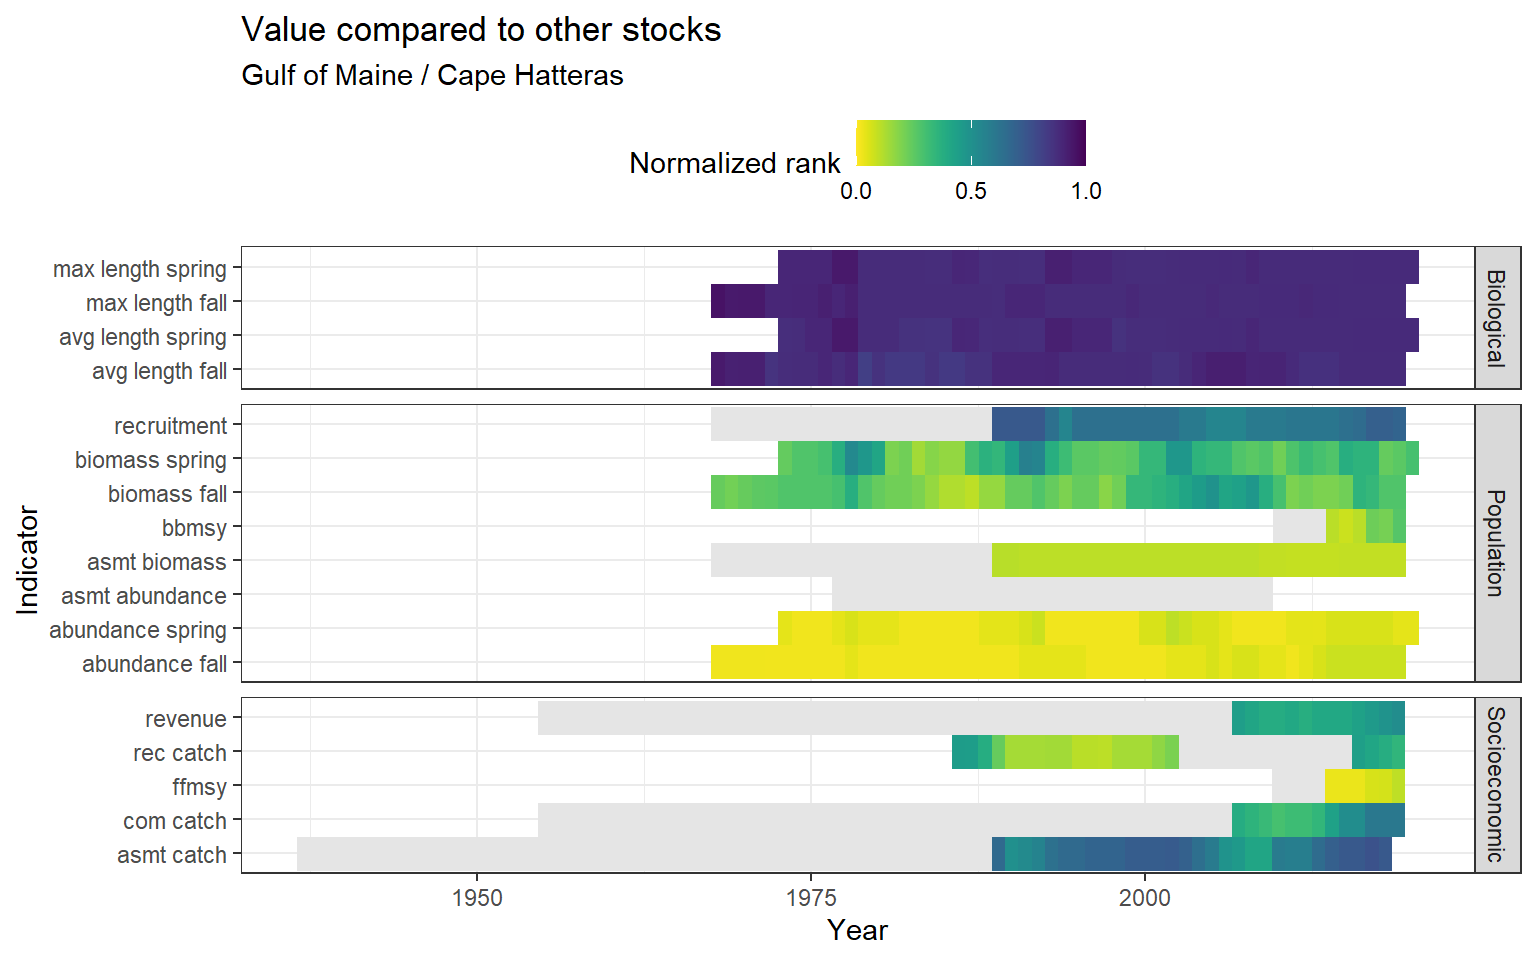 Value compared to other stocks
Gulf of Maine / Cape Hatteras
Normalized rank
0.0 0.5 1.0
max length spring
max length fall
avg length spring
avg length fall
Biological
recruitment
biomass spring
biomass fall
bbmsy
asmt biomass
asmt abundance
abundance spring
abundance fall
Population
revenue
rec catch
ffmsy
com catch
asmt catch
Socioeconomic
Indicator
1950 1975 2000
Year